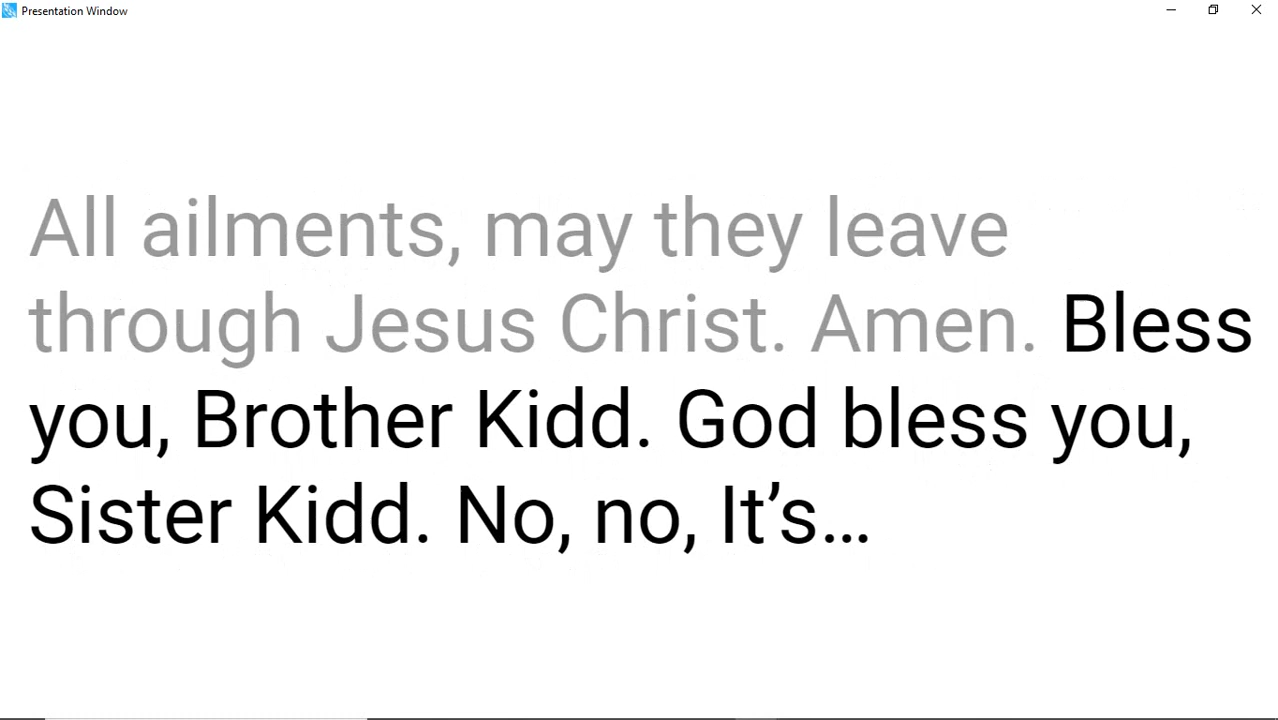 Presentation Window
All ailments, may they leave
through Jesus Christ. Amen. Bless
you, Brother Kidd. God bless you,
Sister Kidd. No, no, It’s...